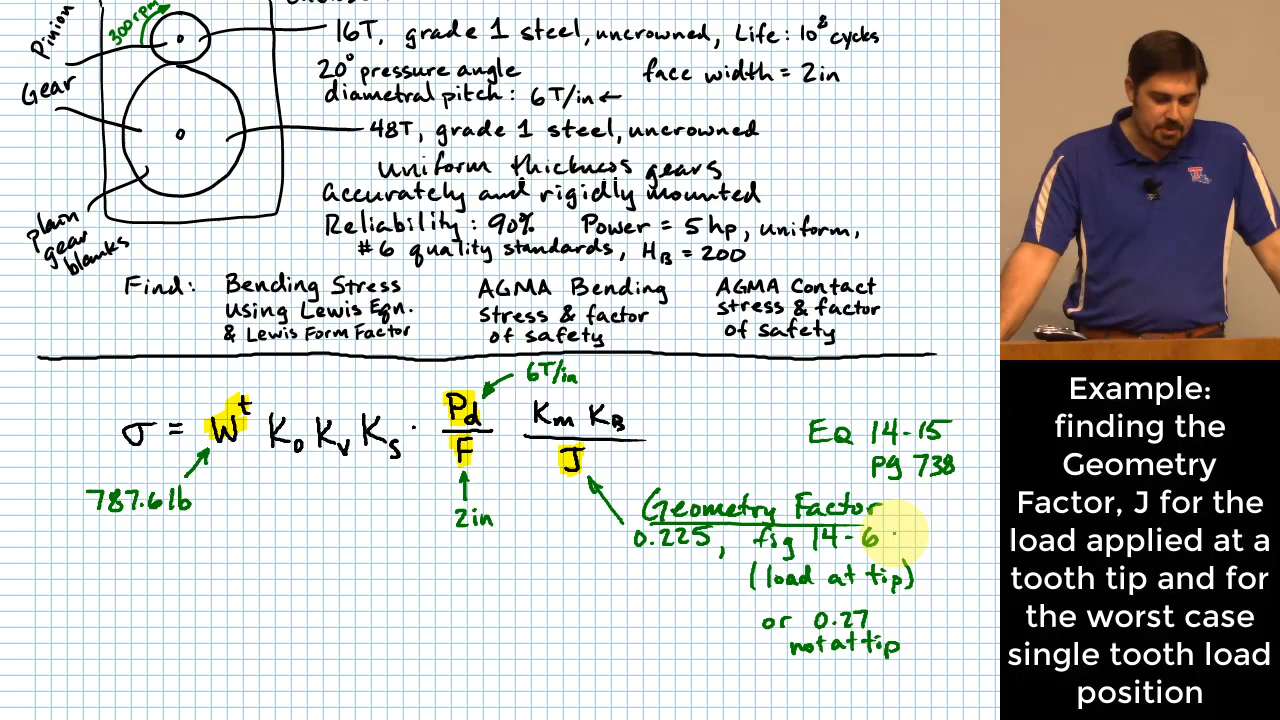 Pinion
300 rpm
16T, grade 1 steel, uncrowned, Life: 10⁸ cycles
20° pressure angle face width = 2in
Gear
diametral pitch: 6T/in ←
48T, grade 1 steel, uncrowned
uniform thickness gears
accurately and rigidly mounted
plain
gear
blanks
Reliability: 90% Power = 5 hp, uniform,
#6 quality standards, H_B = 200
Find: Bending Stress
using Lewis Eqn.
& Lewis Form Factor
AGMA Bending
stress & factor
of safety
AGMA Contact
stress & factor
of safety
6T/in
σ = Wᵗ K₀ Kᵥ Kₛ · P_d/F K_m K_B/J
EQ 14-15
pg 738
787.6 lb
2in
Geometry Factor
0.225, fig 14-6
(load at tip)
or 0.27
not at tip
Example:
finding the
Geometry
Factor, J for the
load applied at a
tooth tip and for
the worst case
single tooth load
position